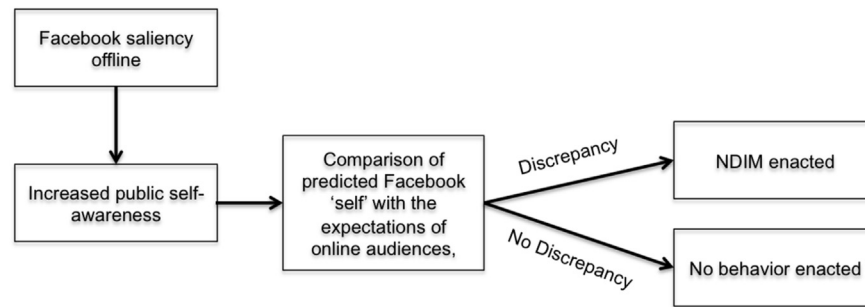 Facebook saliency
offline
Increased public self-
awareness
Comparison of
predicted Facebook
‘self’ with the
expectations of
online audiences,
Discrepancy
No Discrepancy
NDIM enacted
No behavior enacted